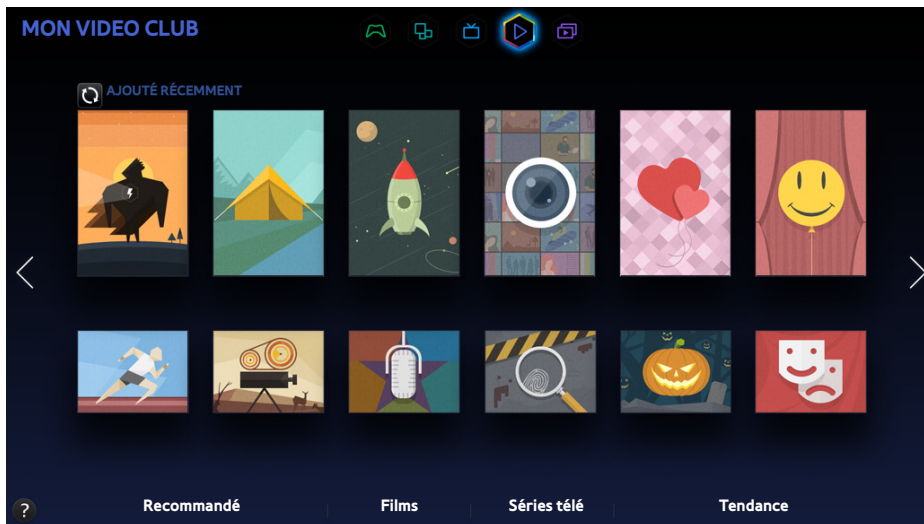 MON VIDEO CLUB
AJOUTÉ RÉCEMMENT
?
Recommandé
Films
Séries télé
Tendance